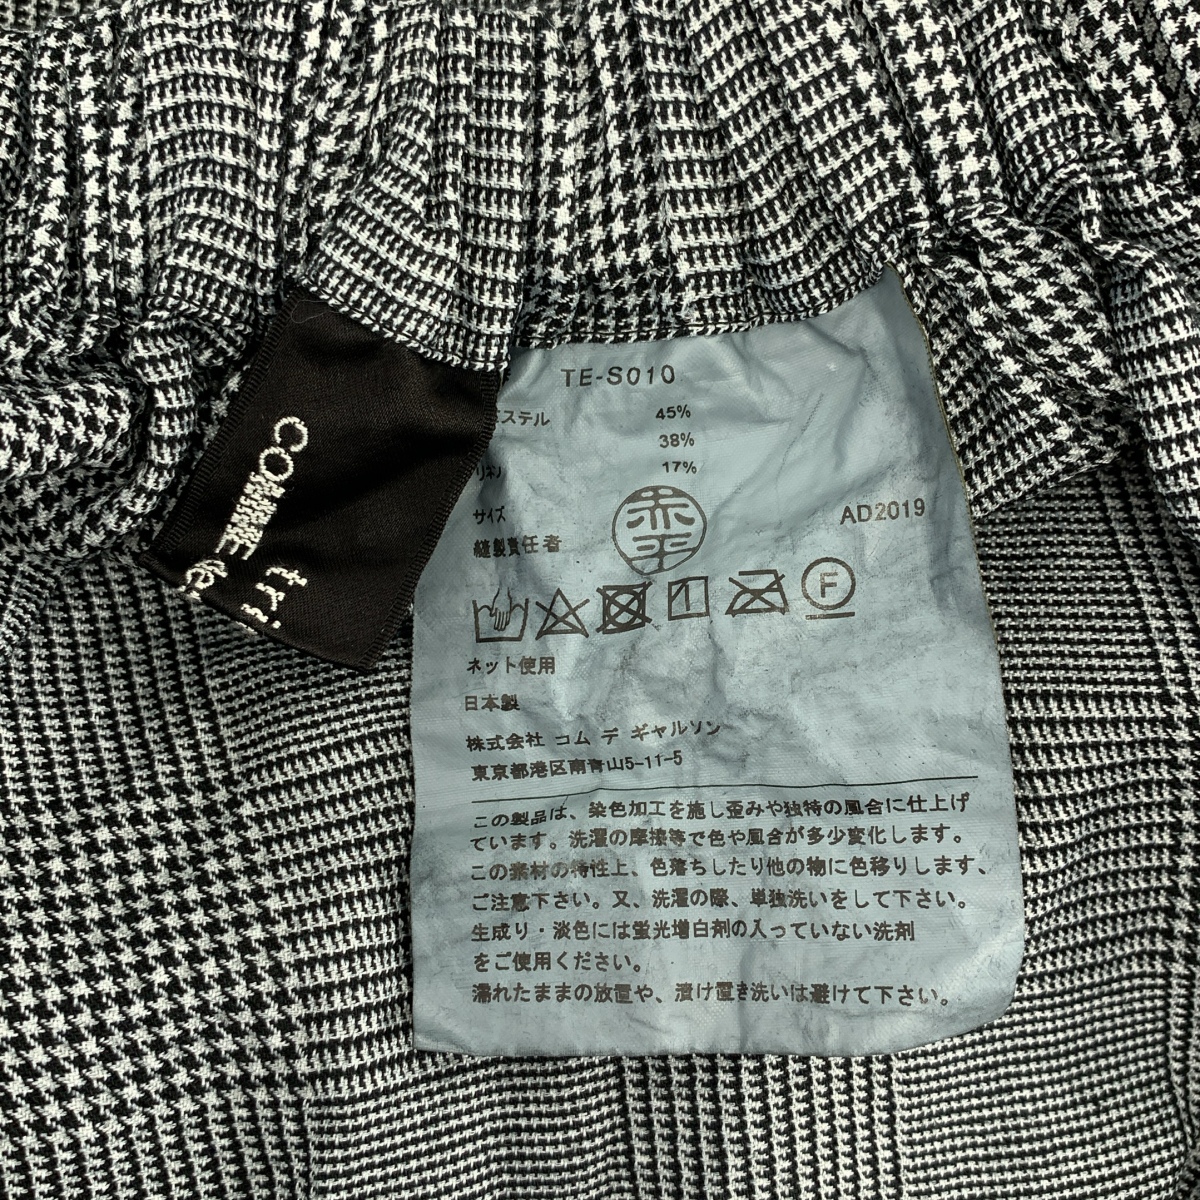 COMME
tri
TE-S010
エステル 45%
38%
17%
サイズ
AD2019
縫製責任者
赤平
F
ネット使用
日本製
株式会社 コム デ ギャルソン
東京都港区南青山5-11-5
この製品は、染色加工を施し歪みや独特の風合に仕上げ
ています。洗濯の摩擦等で色や風合が多少変化します。
この素材の特性上、色落ちしたり他の物に色移りします、
ご注意下さい。又、洗濯の際、単独洗いをして下さい。
生成り・淡色には蛍光増白剤の入っていない洗剤
をご使用ください。
濡れたままの放置や、漬け置き洗いは避けて下さい。